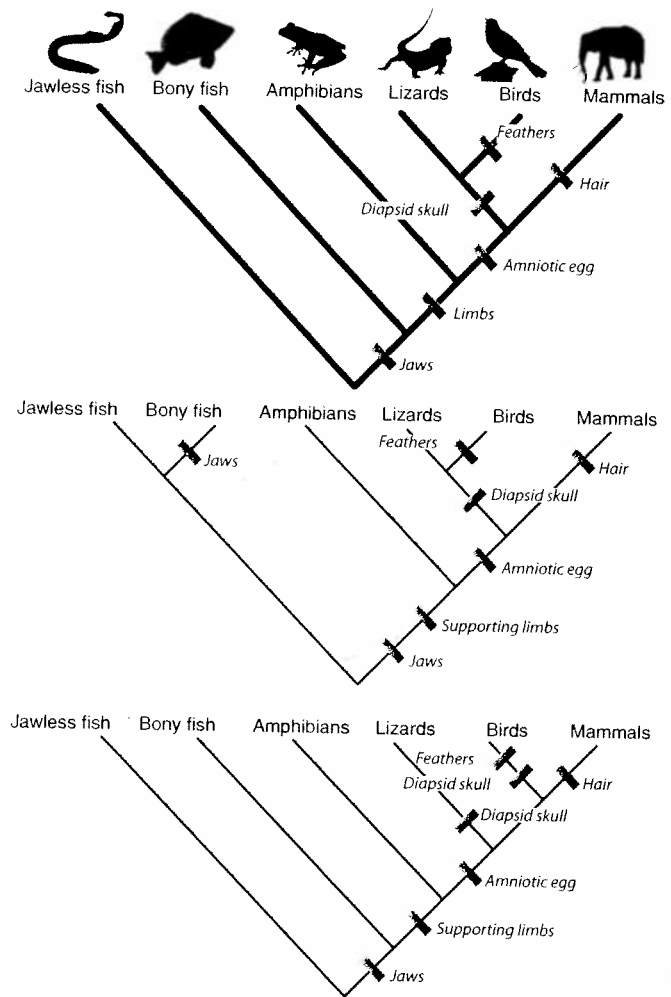 Jawless fish Bony fish Amphibians Lizards Birds Mammals
Feathers
Hair
Diapsid skull
Amniotic egg
Limbs
Jaws
Jawless fish Bony fish Amphibians Lizards Birds Mammals
Feathers
Jaws
Hair
Diapsid skull
Amniotic egg
Supporting limbs
Jaws
Jawless fish Bony fish Amphibians Lizards Birds Mammals
Feathers
Diapsid skull
Hair
Diapsid skull
Amniotic egg
Supporting limbs
Jaws